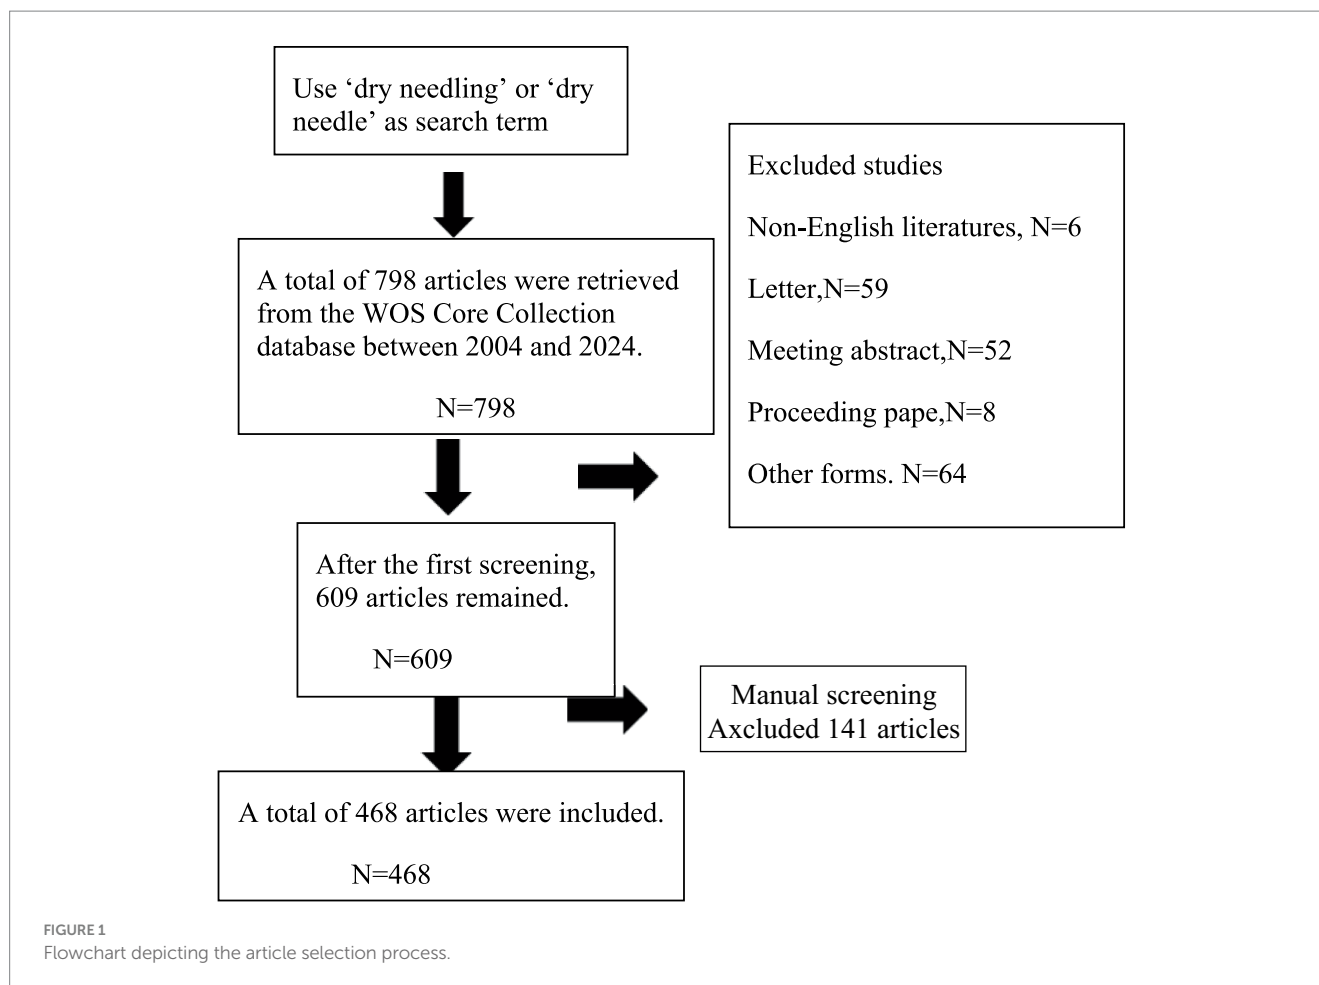 Use ‘dry needling’ or ‘dry
needle’ as search term
A total of 798 articles were retrieved
from the WOS Core Collection
database between 2004 and 2024.
N=798
Excluded studies
Non-English literatures, N=6
Letter,N=59
Meeting abstract,N=52
Proceeding pape,N=8
Other forms. N=64
After the first screening,
609 articles remained.
N=609
Manual screening
Axcluded 141 articles
A total of 468 articles were included.
N=468
FIGURE 1
Flowchart depicting the article selection process.